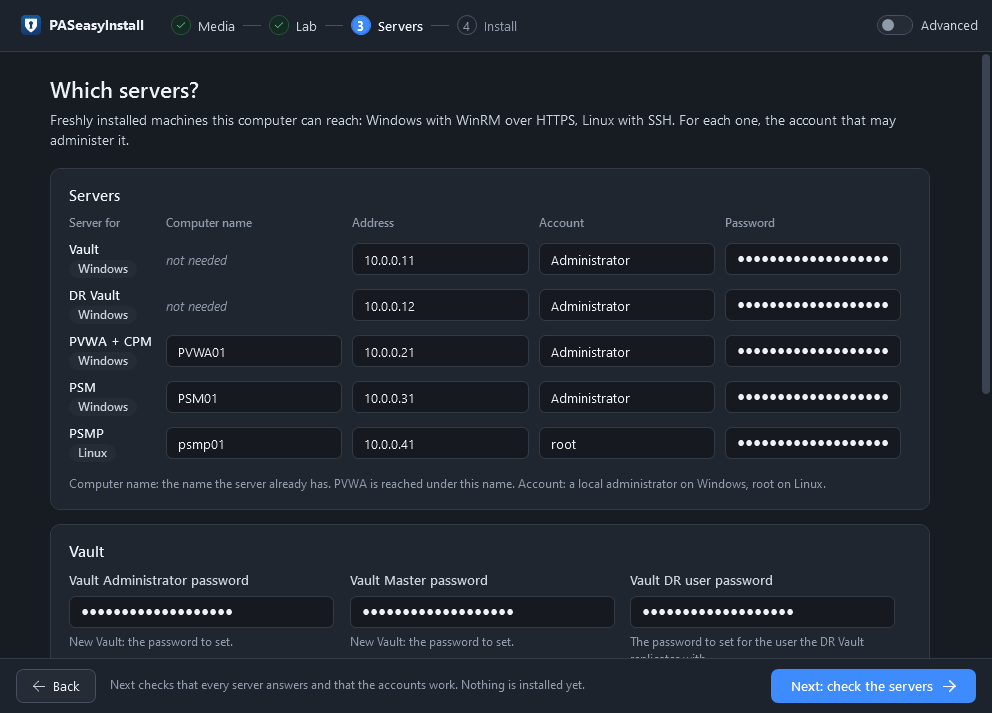 PASeasyInstall Media Lab 3 Servers 4 Install Advanced
Which servers?
Freshly installed machines this computer can reach: Windows with WinRM over HTTPS, Linux with SSH. For each one, the account that may
administer it.
Servers
Server for Computer name Address Account Password
Vault
Windows not needed 10.0.0.11 Administrator ●●●●●●●●●●●●●●●●●●●
DR Vault
Windows not needed 10.0.0.12 Administrator ●●●●●●●●●●●●●●●●●●●
PVWA + CPM
Windows PVWA01 10.0.0.21 Administrator ●●●●●●●●●●●●●●●●●●●
PSM
Windows PSM01 10.0.0.31 Administrator ●●●●●●●●●●●●●●●●●●●
PSMP
Linux psmp01 10.0.0.41 root ●●●●●●●●●●●●●●●●●●●
Computer name: the name the server already has. PVWA is reached under this name. Account: a local administrator on Windows, root on Linux.
Vault
Vault Administrator password Vault Master password Vault DR user password
●●●●●●●●●●●●●●●●●●● ●●●●●●●●●●●●●●●●●●● ●●●●●●●●●●●●●●●●●●●
New Vault: the password to set. New Vault: the password to set. The password to set for the user the DR Vault
replicates with.
Back Next checks that every server answers and that the accounts work. Nothing is installed yet. Next: check the servers